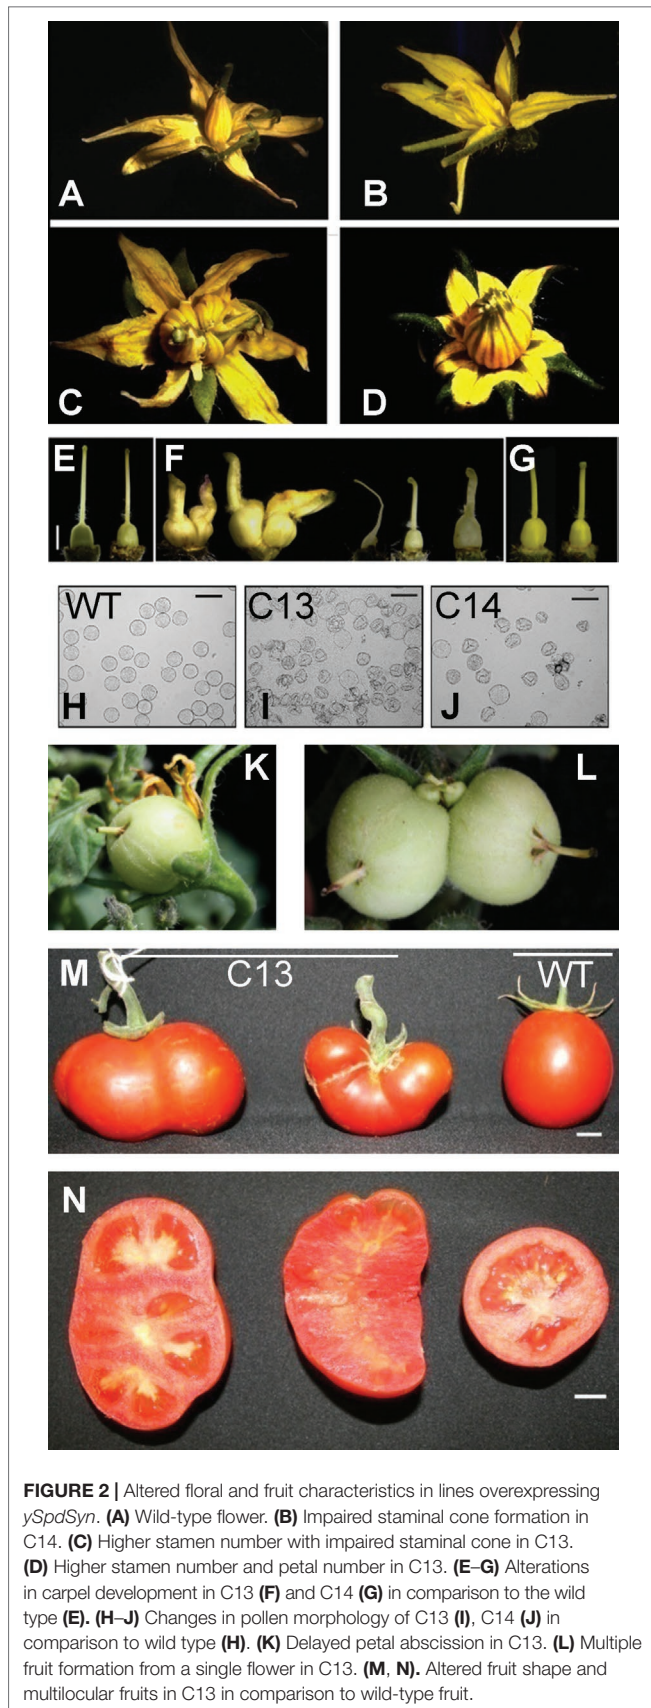 A
B
C
D
E
F
G
WT
C13
C14
H
I
J
K
L
M
C13
WT
N
FIGURE 2 | Altered floral and fruit characteristics in lines overexpressing
ySpdSyn. (A) Wild-type flower. (B) Impaired staminal cone formation in
C14. (C) Higher stamen number with impaired staminal cone in C13.
(D) Higher stamen number and petal number in C13. (E–G) Alterations
in carpel development in C13 (F) and C14 (G) in comparison to the wild
type (E). (H–J) Changes in pollen morphology of C13 (I), C14 (J) in
comparison to wild type (H). (K) Delayed petal abscission in C13. (L) Multiple
fruit formation from a single flower in C13. (M, N). Altered fruit shape and
multilocular fruits in C13 in comparison to wild-type fruit.